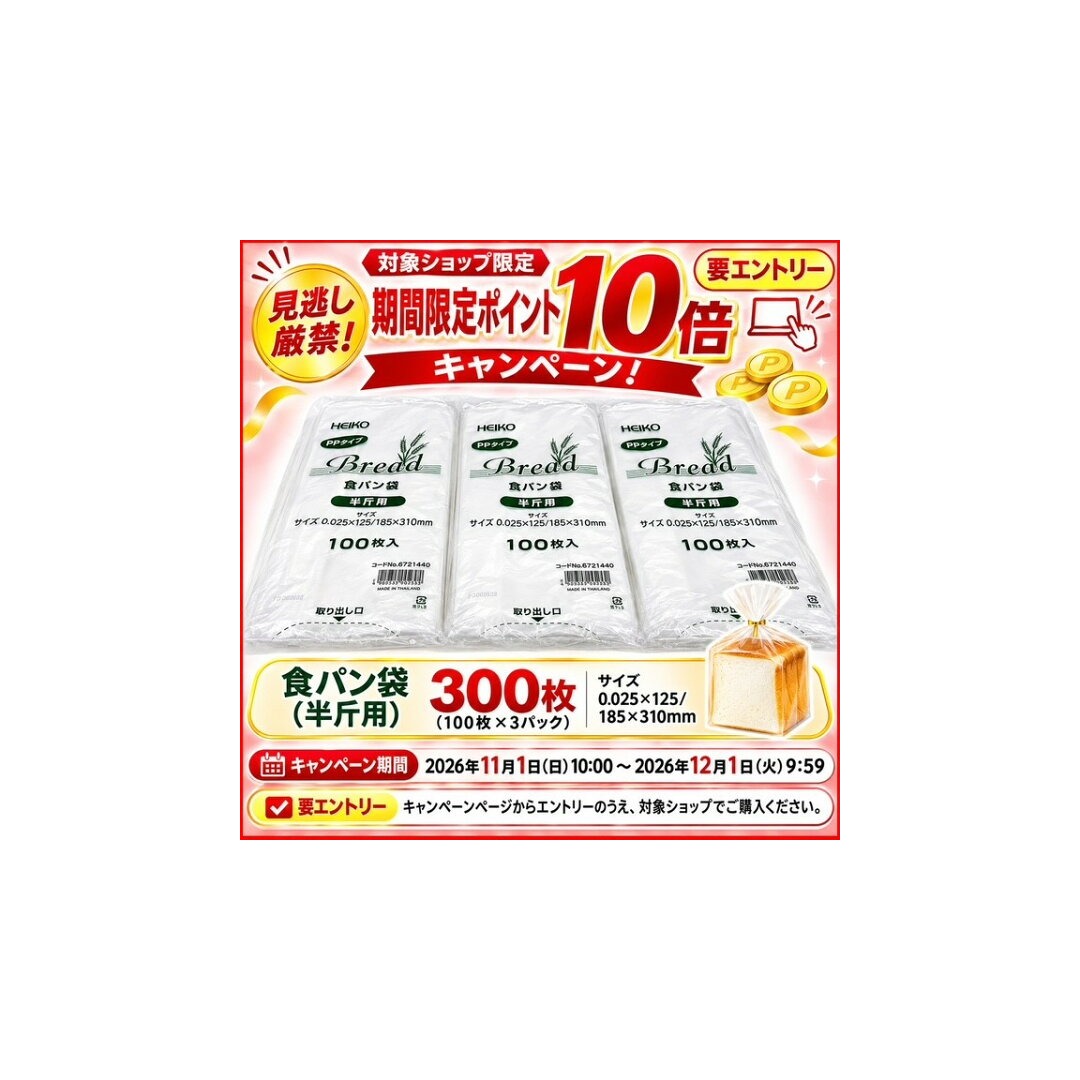 見逃し
厳禁!
対象ショップ限定
期間限定ポイント10倍
要エントリー
キャンペーン!
P
P
P
HEIKO
PPタイプ
Bread
食パン袋
半斤用
サイズ
サイズ 0.025×125/185×310mm
100枚入
コードNo.6721440
MADE IN THAILAND
取り出し口
HEIKO
PPタイプ
Bread
食パン袋
半斤用
サイズ
サイズ 0.025×125/185×310mm
100枚入
コードNo.6721440
MADE IN THAILAND
取り出し口
HEIKO
PPタイプ
Bread
食パン袋
半斤用
サイズ
サイズ 0.025×125/185×310mm
100枚入
コードNo.6721440
MADE IN THAILAND
取り出し口
食パン袋
(半斤用)
300枚
(100枚×3パック)
サイズ
0.025×125/
185×310mm
キャンペーン期間
2026年11月1日(日)10:00~2026年12月1日(火)9:59
要エントリー
キャンペーンページからエントリーのうえ、対象ショップでご購入ください。